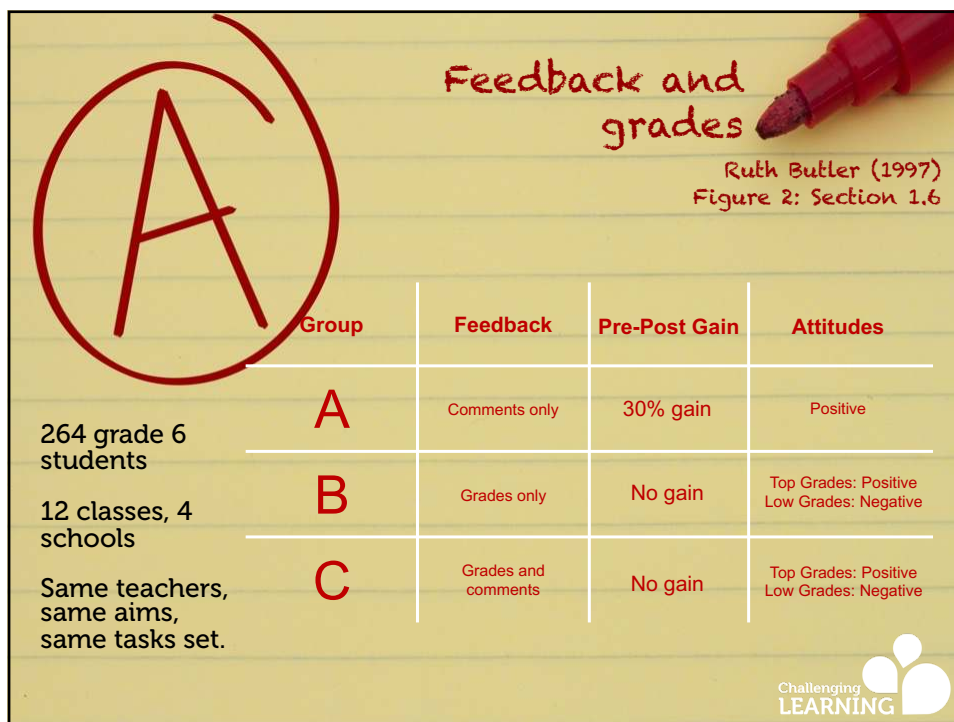 A
Feedback and
grades
Ruth Butler (1997)
Figure 2: Section 1.6
Group Feedback Pre-Post Gain Attitudes
A Comments only 30% gain Positive
B Grades only No gain Top Grades: Positive
Low Grades: Negative
C Grades and
comments No gain Top Grades: Positive
Low Grades: Negative
264 grade 6
students
12 classes, 4
schools
Same teachers,
same aims,
same tasks set.
Challenging
LEARNING